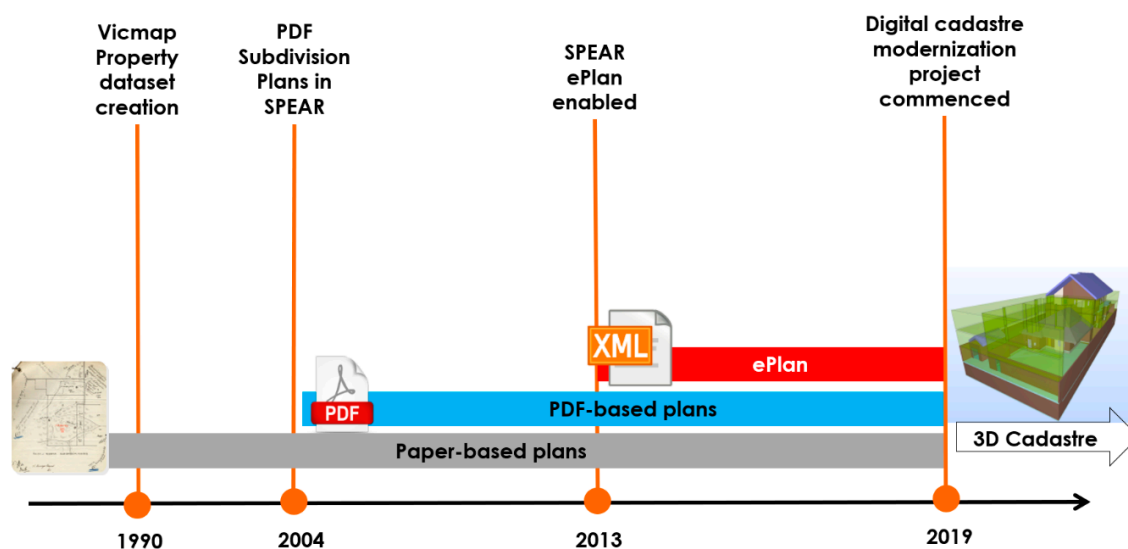 Vicmap
Property
dataset
creation
PDF
Subdivision
Plans in
SPEAR
SPEAR
ePlan
enabled
Digital cadastre
modernization
project
commenced
XML
ePlan
PDF
PDF-based plans
Paper-based plans
3D Cadastre
1990
2004
2013
2019